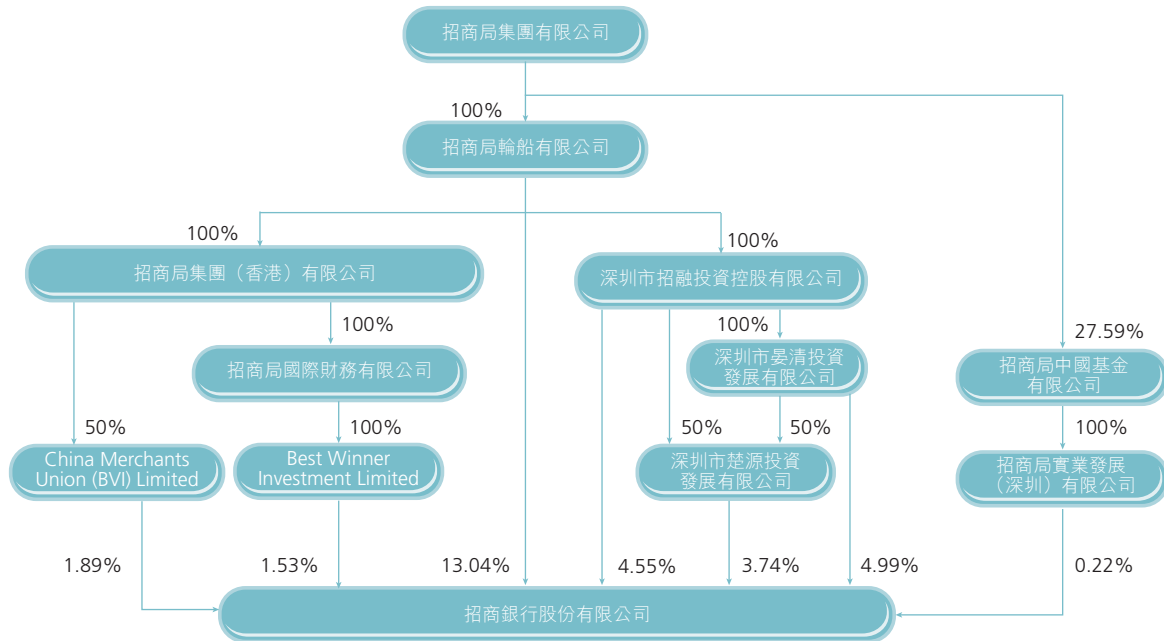 招商局集團有限公司
100%
招商局輪船有限公司
100%
100%
招商局集團（香港）有限公司
深圳市招融投資控股有限公司
100%
100%
27.59%
招商局國際財務有限公司
深圳市晏清投資
發展有限公司
招商局中國基金
有限公司
50%
100%
50%
50%
100%
China Merchants
Union (BVI) Limited
Best Winner
Investment Limited
深圳市楚源投資
發展有限公司
招商局實業發展
（深圳）有限公司
1.89%
1.53%
13.04%
4.55%
3.74%
4.99%
0.22%
招商銀行股份有限公司